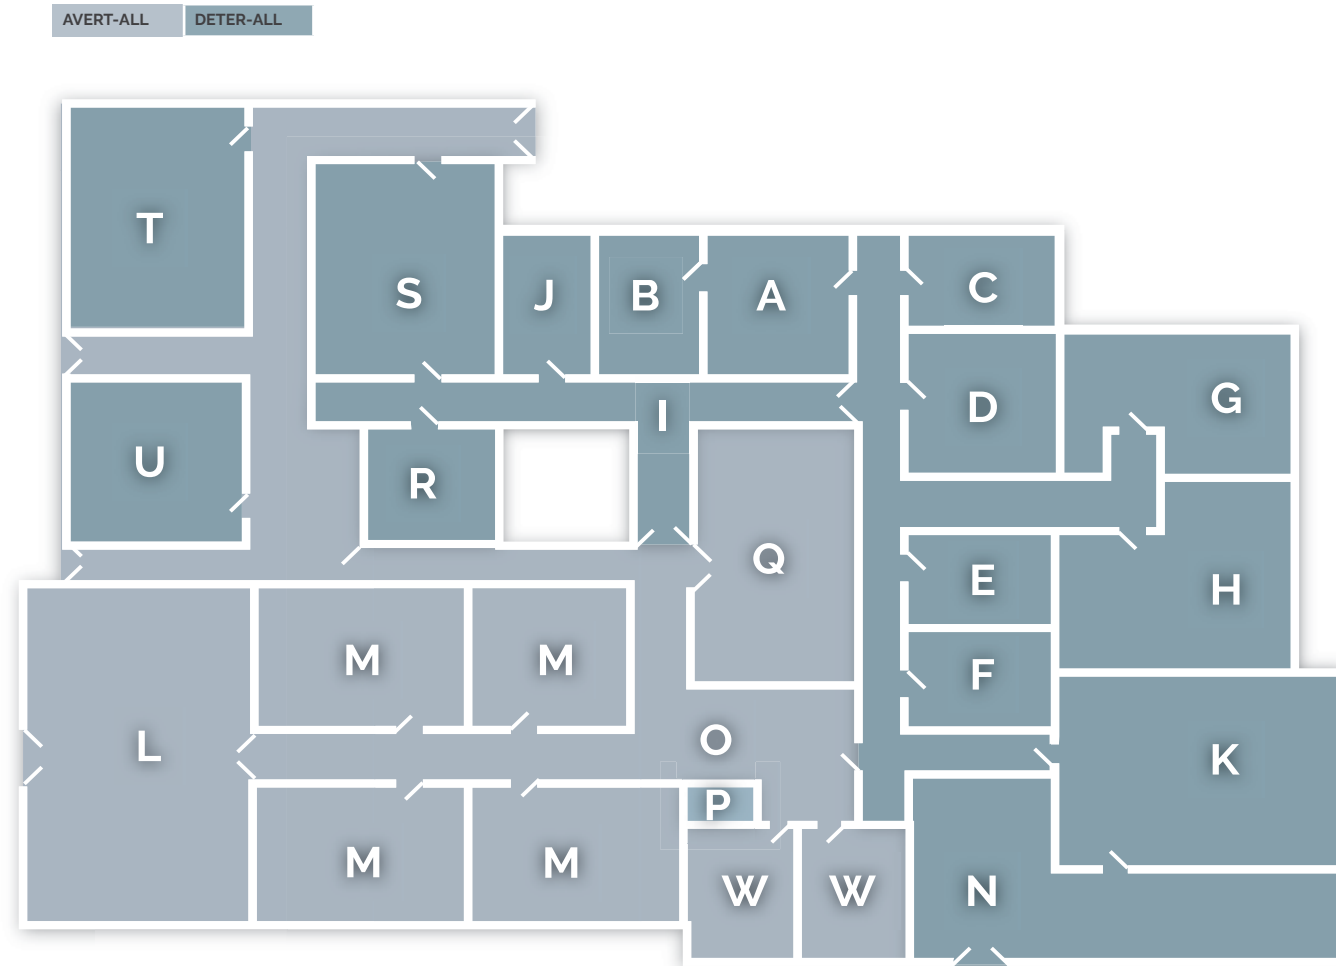 AVERT-ALL DETER-ALL
T
S J B A C
I D G
U R
Q E H
M M F
L O K
P
M M W W N